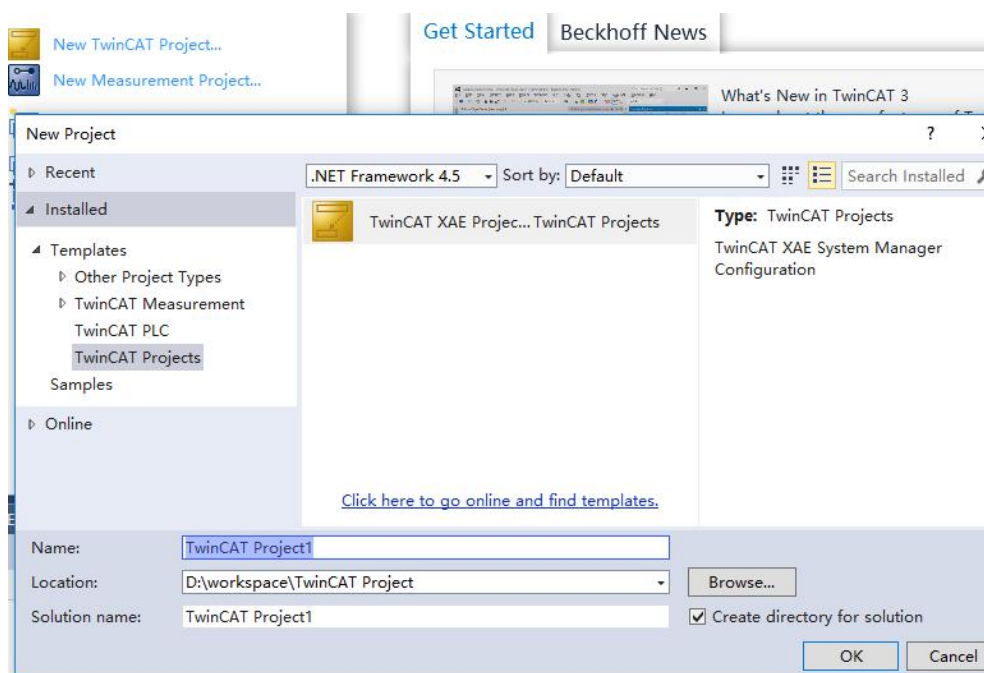 New TwinCAT Project...
New Measurement Project...
Get Started
Beckhoff News
What's New in TwinCAT 3
New Project
?
Recent
.NET Framework 4.5
Sort by:
Default
Search Installed
Installed
TwinCAT XAE Projec...
TwinCAT Projects
Type: TwinCAT Projects
TwinCAT XAE System Manager
Configuration
Templates
Other Project Types
TwinCAT Measurement
TwinCAT PLC
TwinCAT Projects
Samples
Online
Click here to go online and find templates.
Name:
TwinCAT Project1
Location:
D:\workspace\TwinCAT Project
Browse...
Solution name:
TwinCAT Project1
Create directory for solution
OK
Cancel